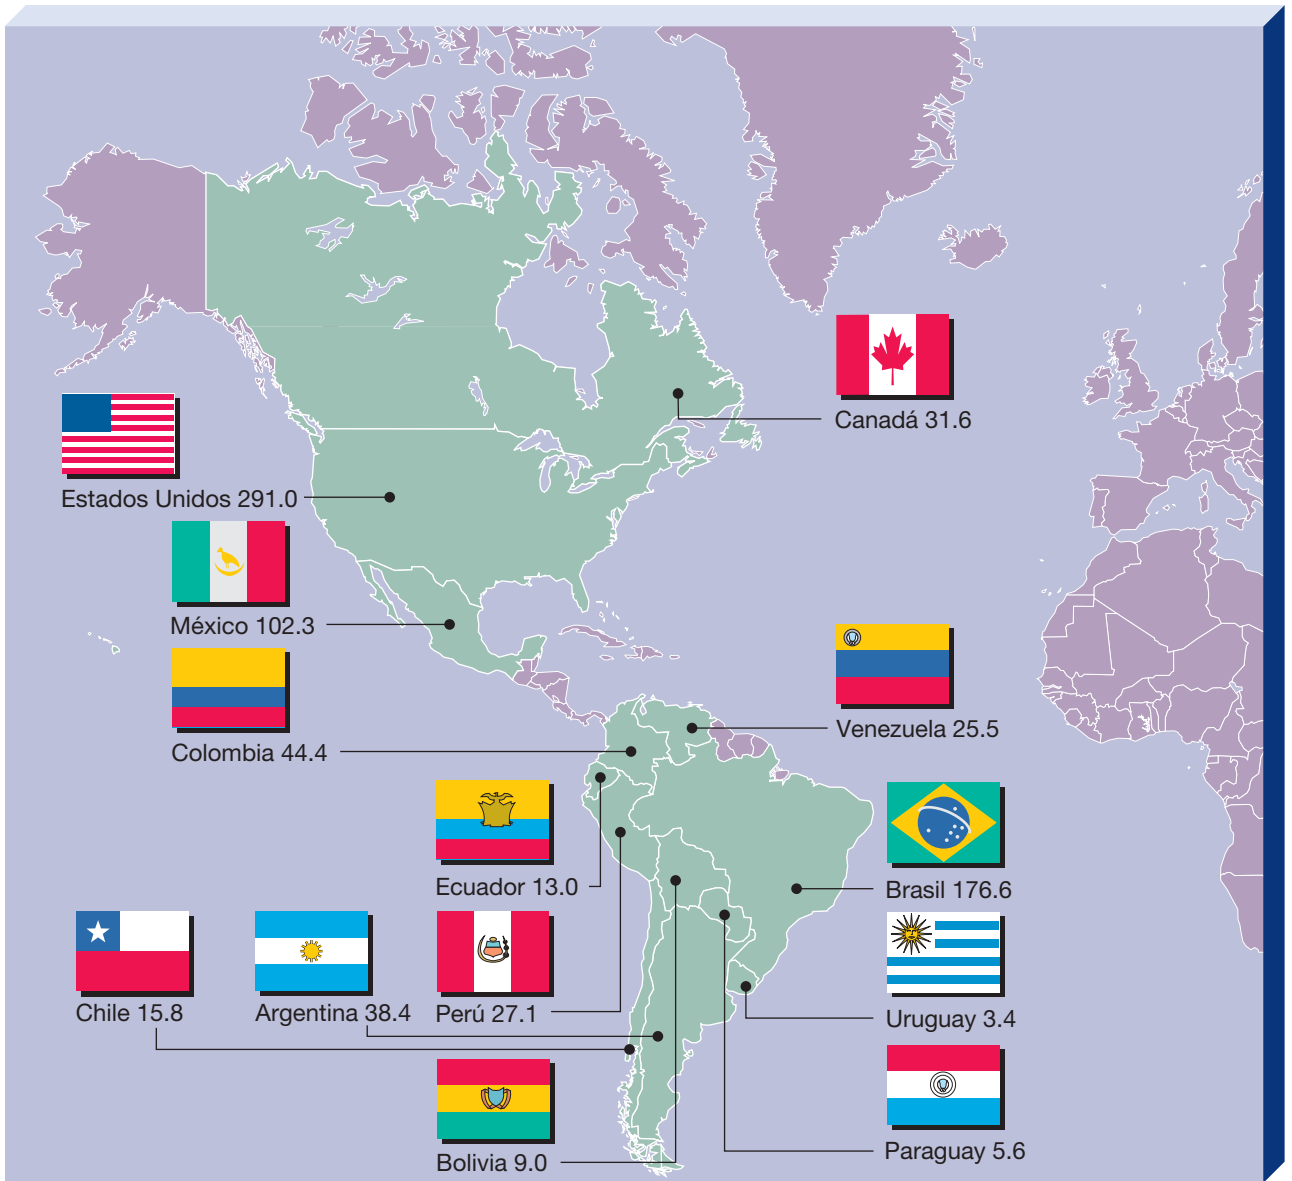 Canadá 31.6
Estados Unidos 291.0
México 102.3
Venezuela 25.5
Colombia 44.4
Ecuador 13.0
Brasil 176.6
Chile 15.8
Argentina 38.4
Perú 27.1
Uruguay 3.4
Paraguay 5.6
Bolivia 9.0